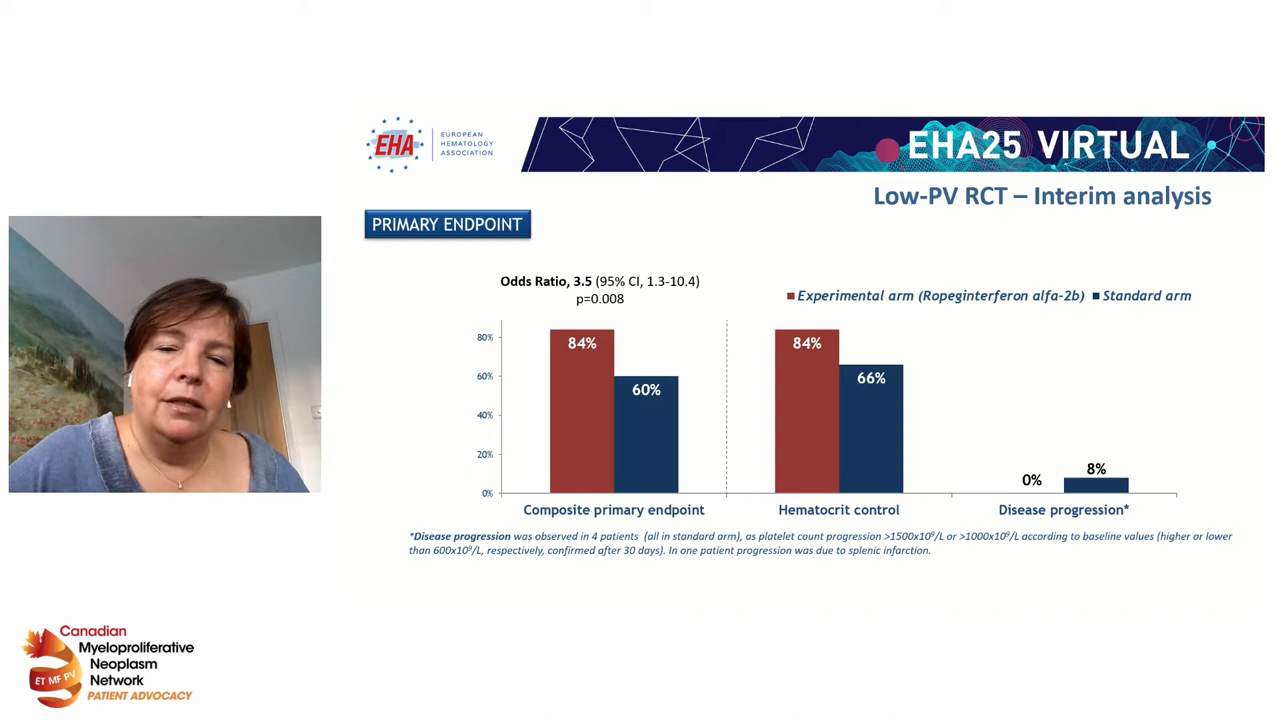 EHA
EUROPEAN
HEMATOLOGY
ASSOCIATION
EHA25 VIRTUAL
Low-PV RCT – Interim analysis
PRIMARY ENDPOINT
Odds Ratio, 3.5 (95% CI, 1.3-10.4)
p=0.008
Experimental arm (Ropeginterferon alfa-2b) Standard arm
80%
60%
40%
20%
0%
84%
60%
84%
66%
0%
8%
Composite primary endpoint
Hematocrit control
Disease progression*
*Disease progression was observed in 4 patients (all in standard arm), as platelet count progression >1500x10⁹/L or >1000x10⁹/L according to baseline values (higher or lower
than 600x10⁹/L, respectively, confirmed after 30 days). In one patient progression was due to splenic infarction.
Canadian
Myeloproliferative
Neoplasm
Network
PATIENT ADVOCACY
ET MF PV